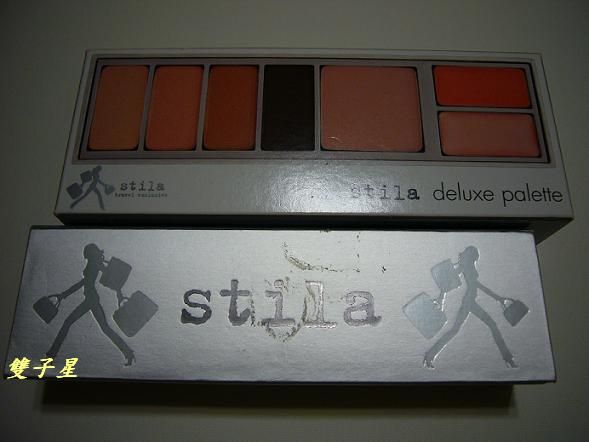 stila
travel exclusive
stila deluxe palette
stila
雙子星